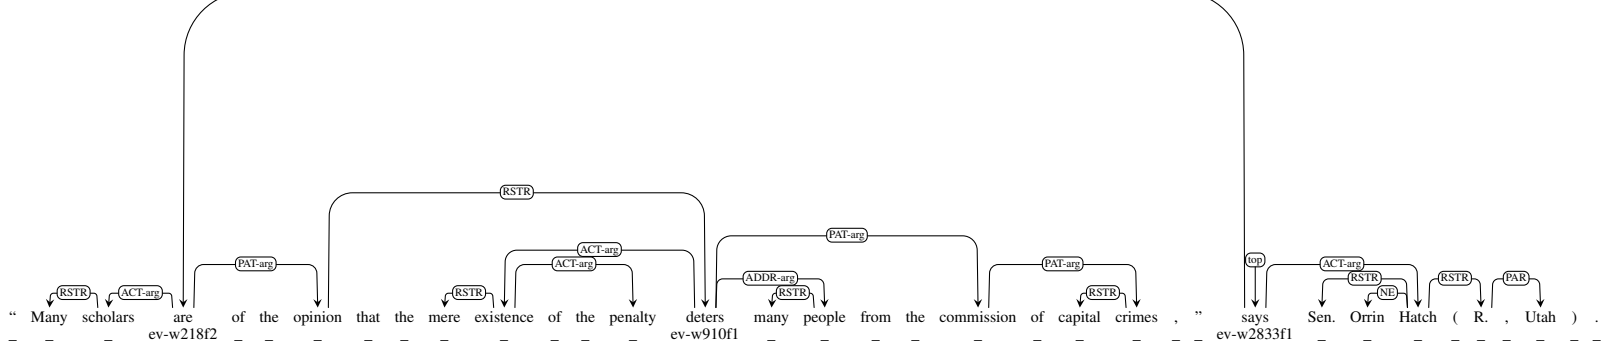 RSTR
PAT-arg
ACT-arg
top
PAT-arg ACT-arg PAT-arg ACT-arg
ADDR-arg RSTR RSTR PAR
RSTR ACT-arg RSTR RSTR RSTR NE
“ Many scholars are of the opinion that the mere existence of the penalty deters many people from the commission of capital crimes , ” says Sen. Orrin Hatch ( R. , Utah ) .
_ _ _ ev-w218f2 _ _ _ _ _ _ _ _ _ _ ev-w910f1 _ _ _ _ _ _ _ _ _ _ ev-w2833f1 _ _ _ _ _ _ _ _ _